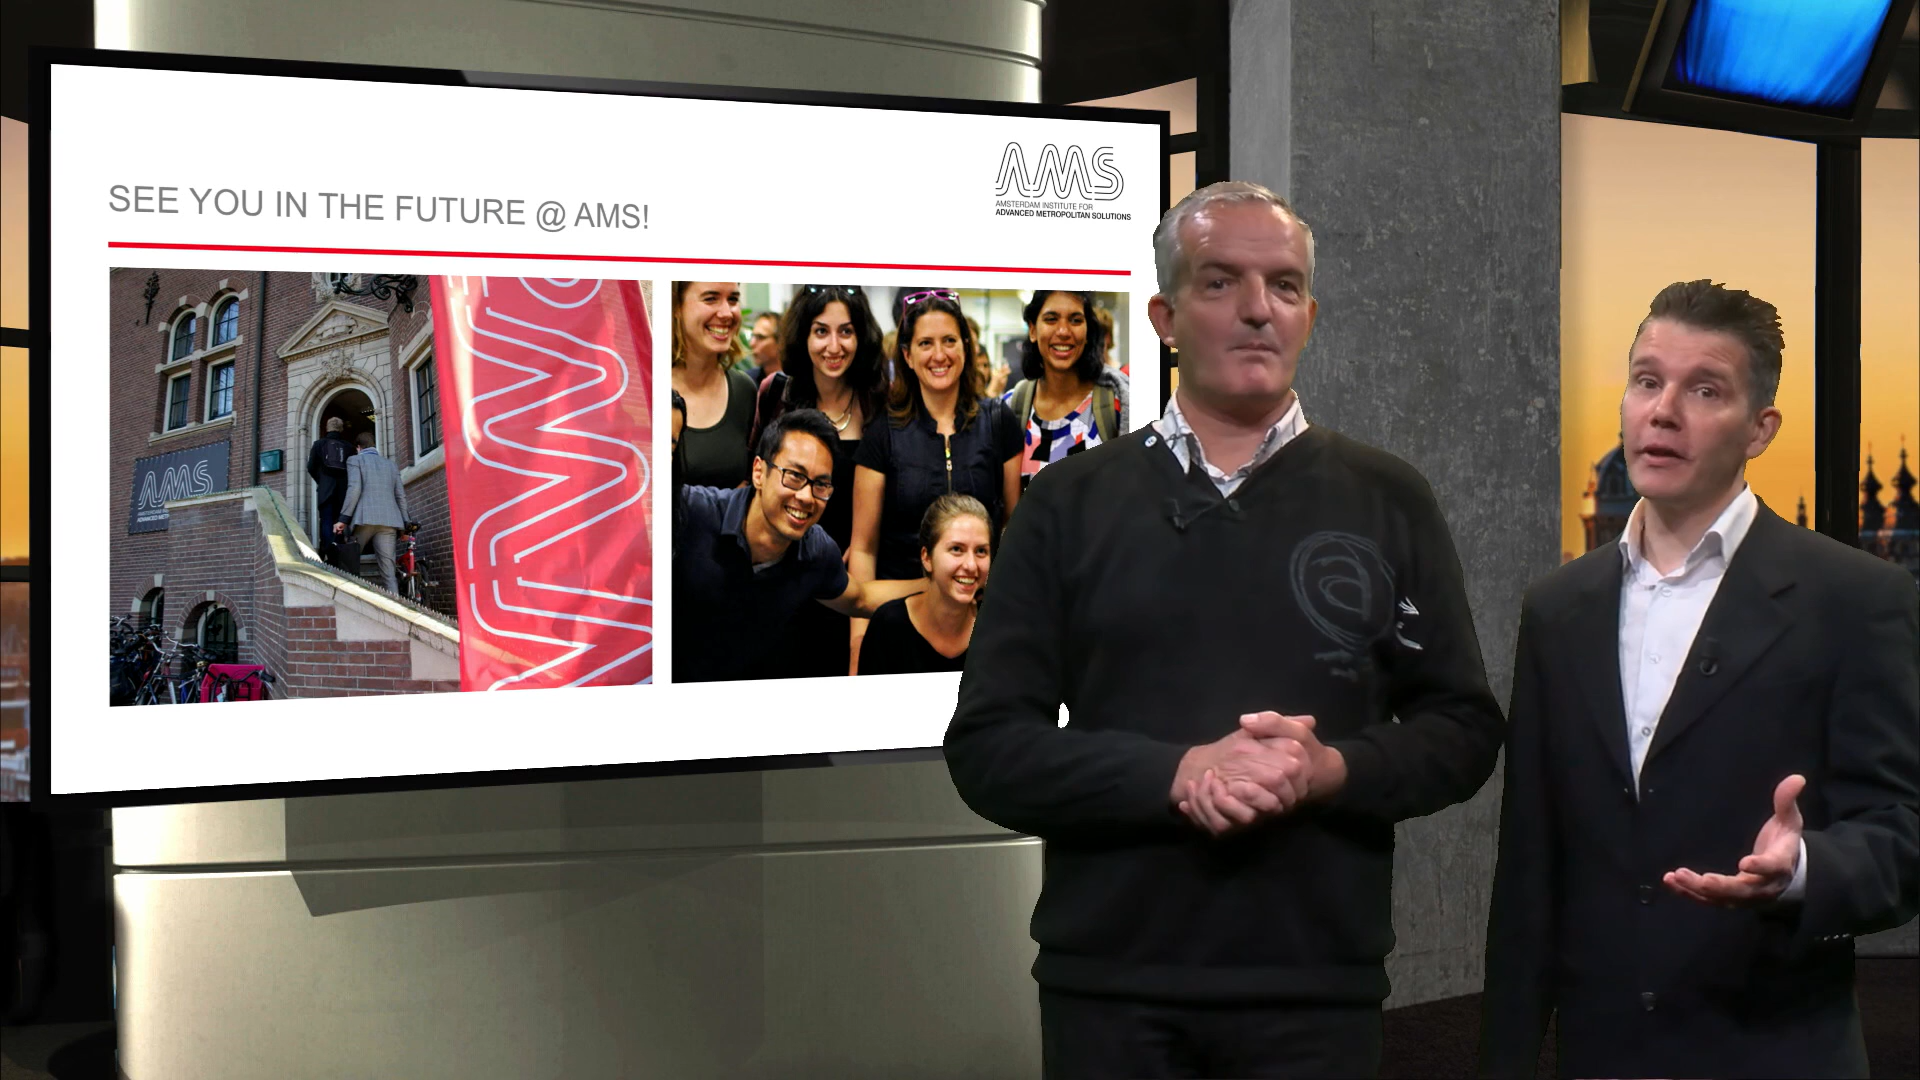 SEE YOU IN THE FUTURE @ AMS!
AMS
AMSTERDAM INSTITUTE FOR
ADVANCED METROPOLITAN SOLUTIONS
AMS
a